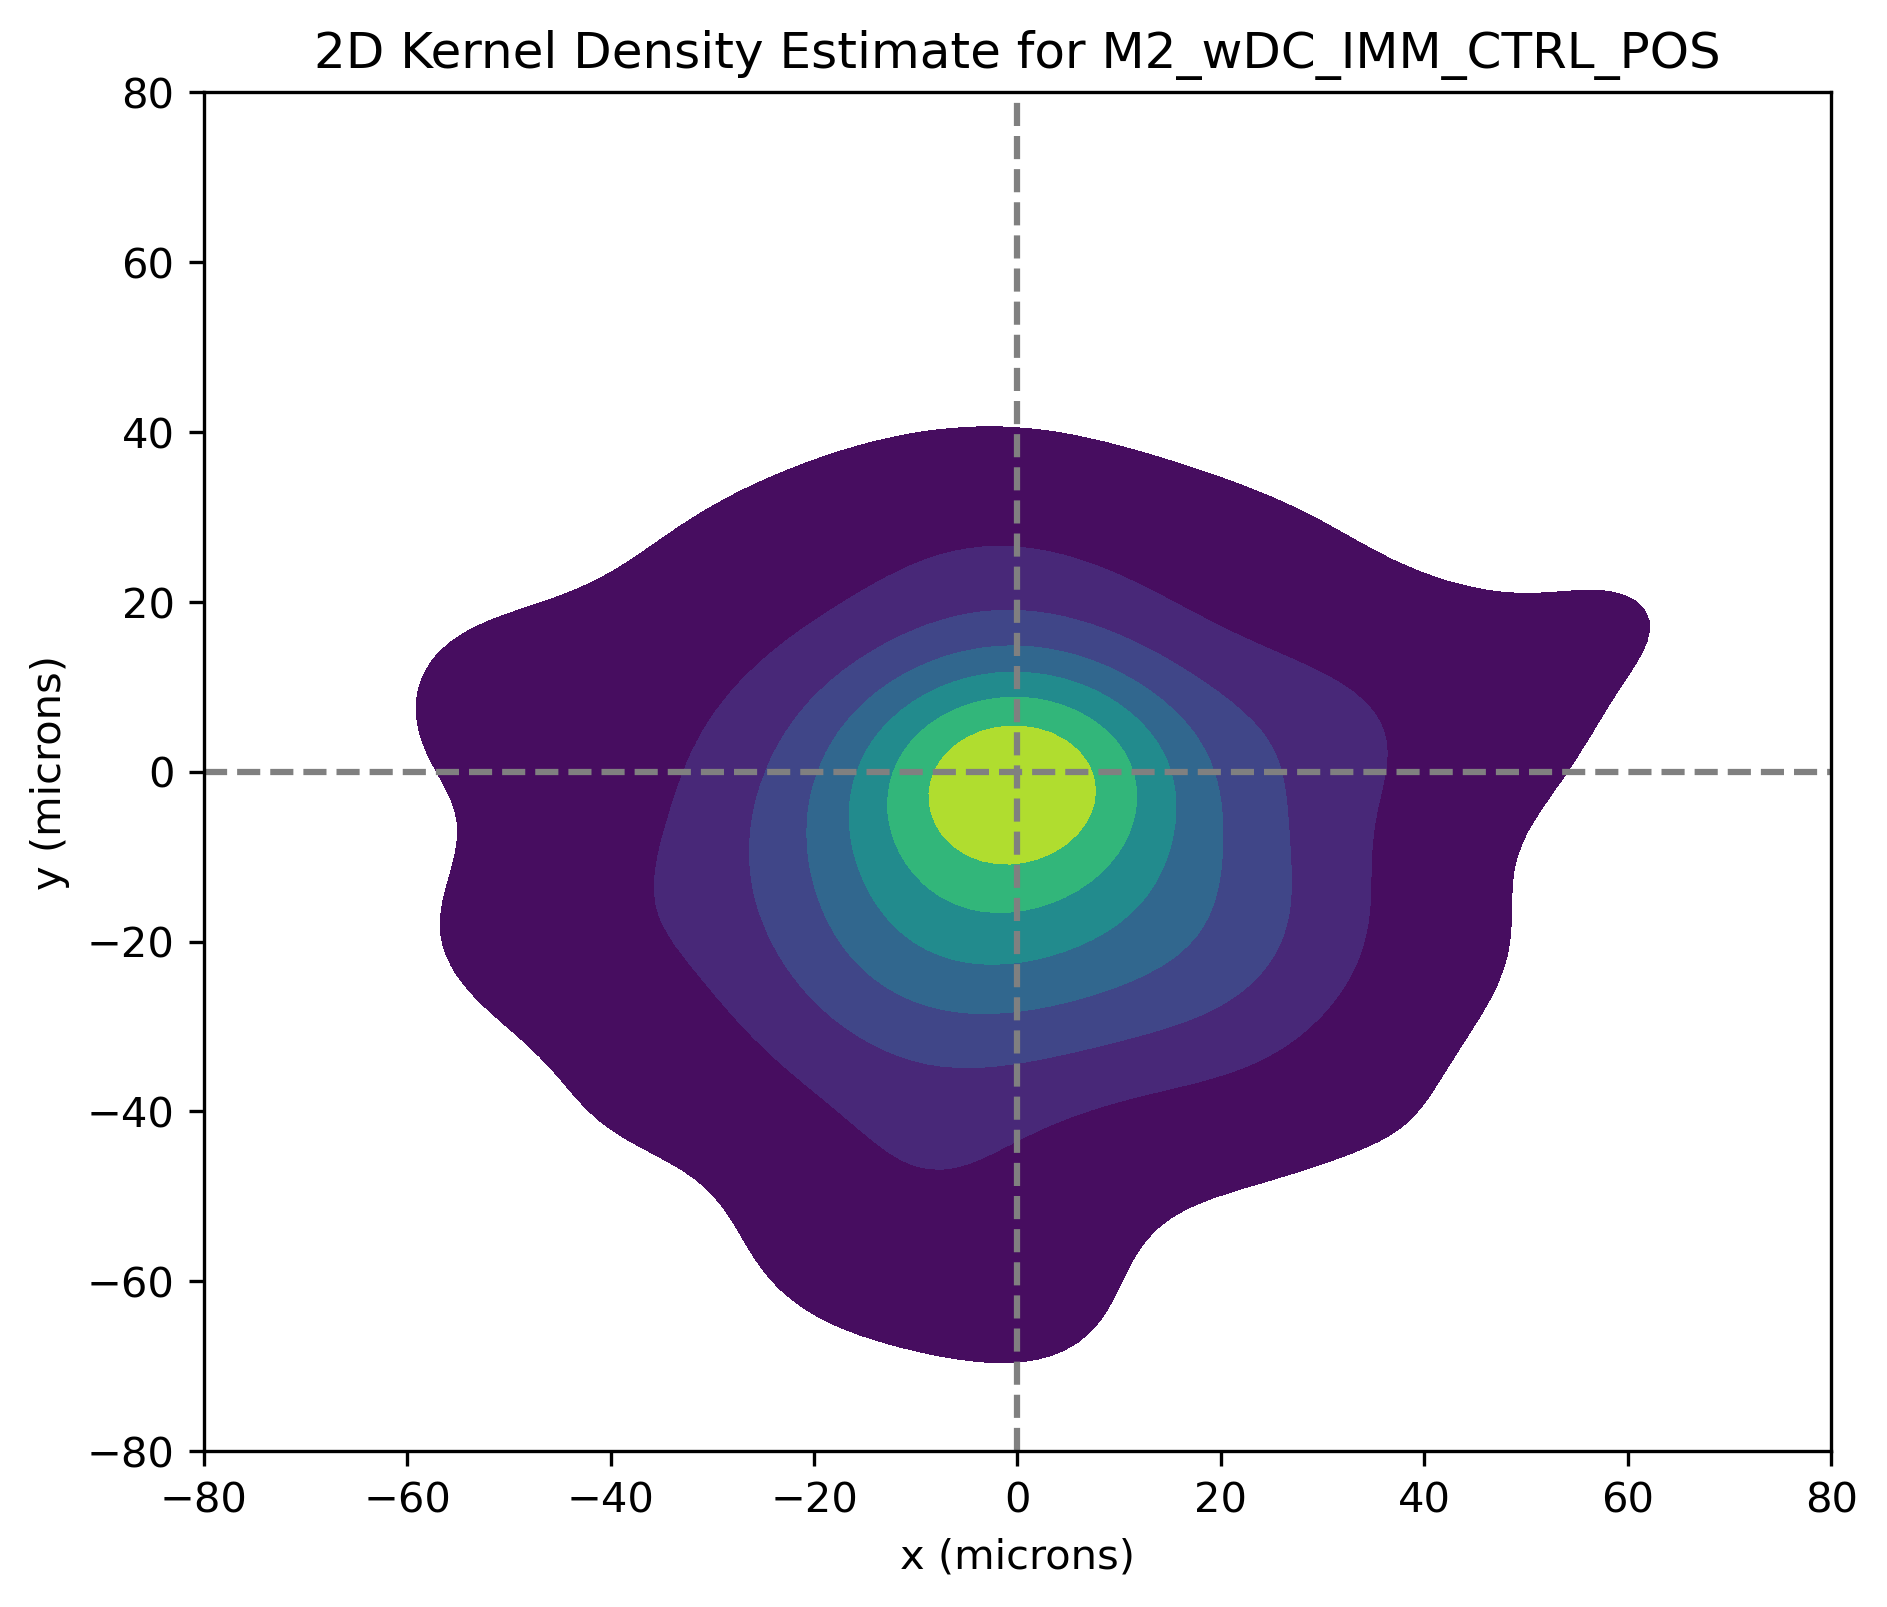 2D Kernel Density Estimate for M2_wDC_IMM_CTRL_POS
80
60
40
20
0
−20
−40
−60
−80
y (microns)
−80 −60 −40 −20 0 20 40 60 80
x (microns)